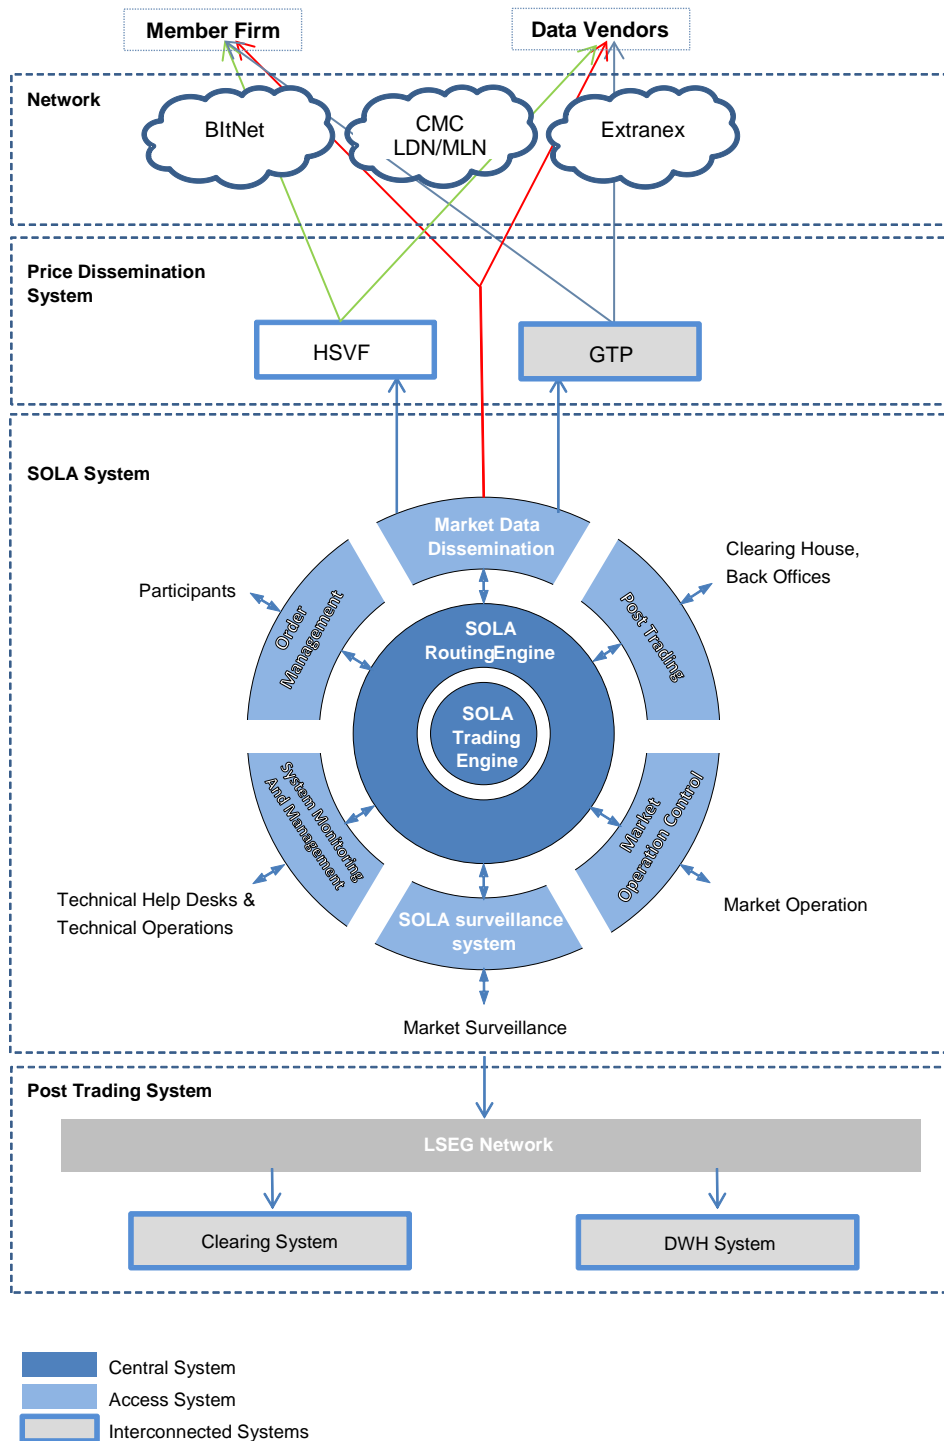 Member Firm
Data Vendors
Network
BItNet
CMC
LDN/MLN
Extranex
Price Dissemination
System
HSVF
GTP
SOLA System
Market Data
Dissemination
Clearing House,
Back Offices
Participants
Order
Management
Post Trading
SOLA
RoutingEngine
SOLA
Trading
Engine
System Monitoring
And Management
Market
Operation Control
Technical Help Desks &
Technical Operations
SOLA surveillance
system
Market Operation
Market Surveillance
Post Trading System
LSEG Network
Clearing System
DWH System
Central System
Access System
Interconnected Systems